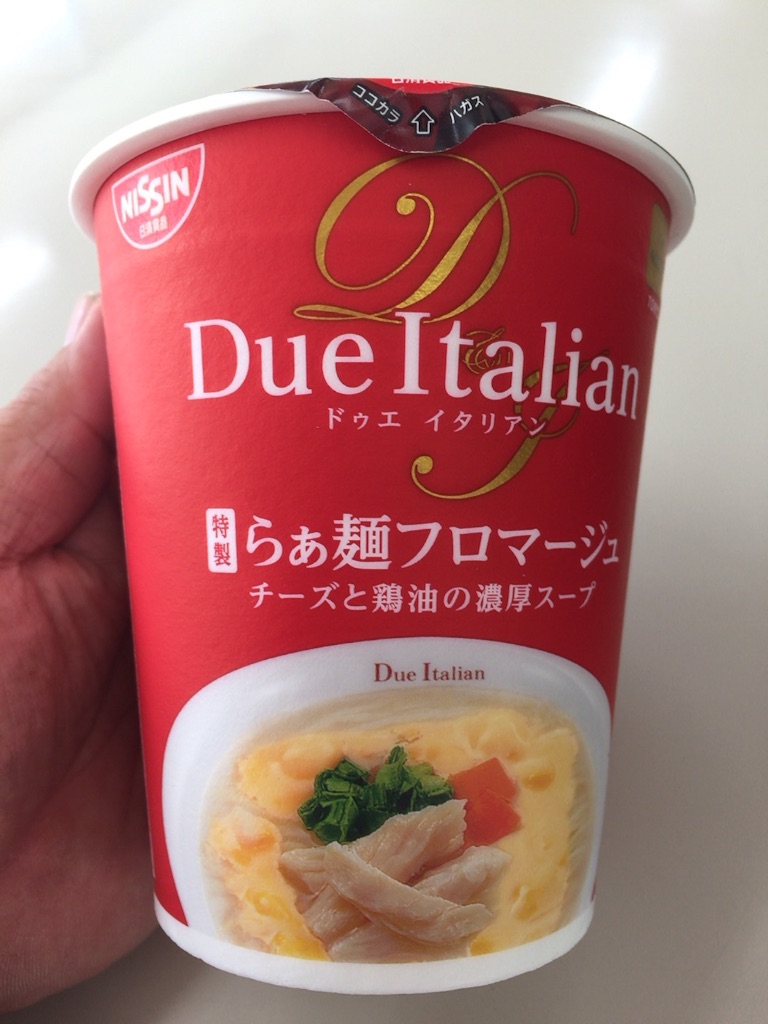 ココカラ ハガス
NISSIN
日清食品
Due Italian
ドゥエ イタリアン
特製
らぁ麺フロマージュ
チーズと鶏油の濃厚スープ
Due Italian